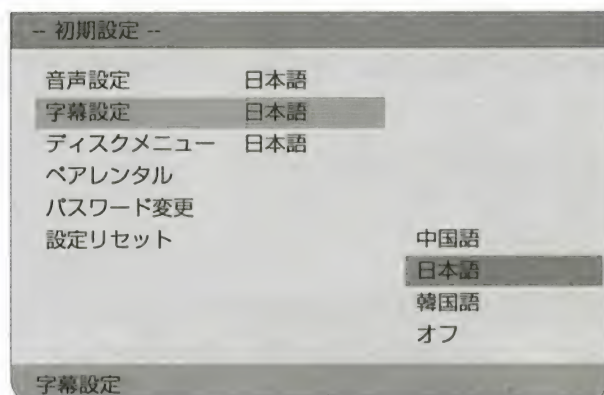 -- 初期設定 --
音声設定 日本語
字幕設定 日本語
ディスクメニュー 日本語
ペアレンタル
パスワード変更
設定リセット
中国語
日本語
韓国語
オフ
字幕設定